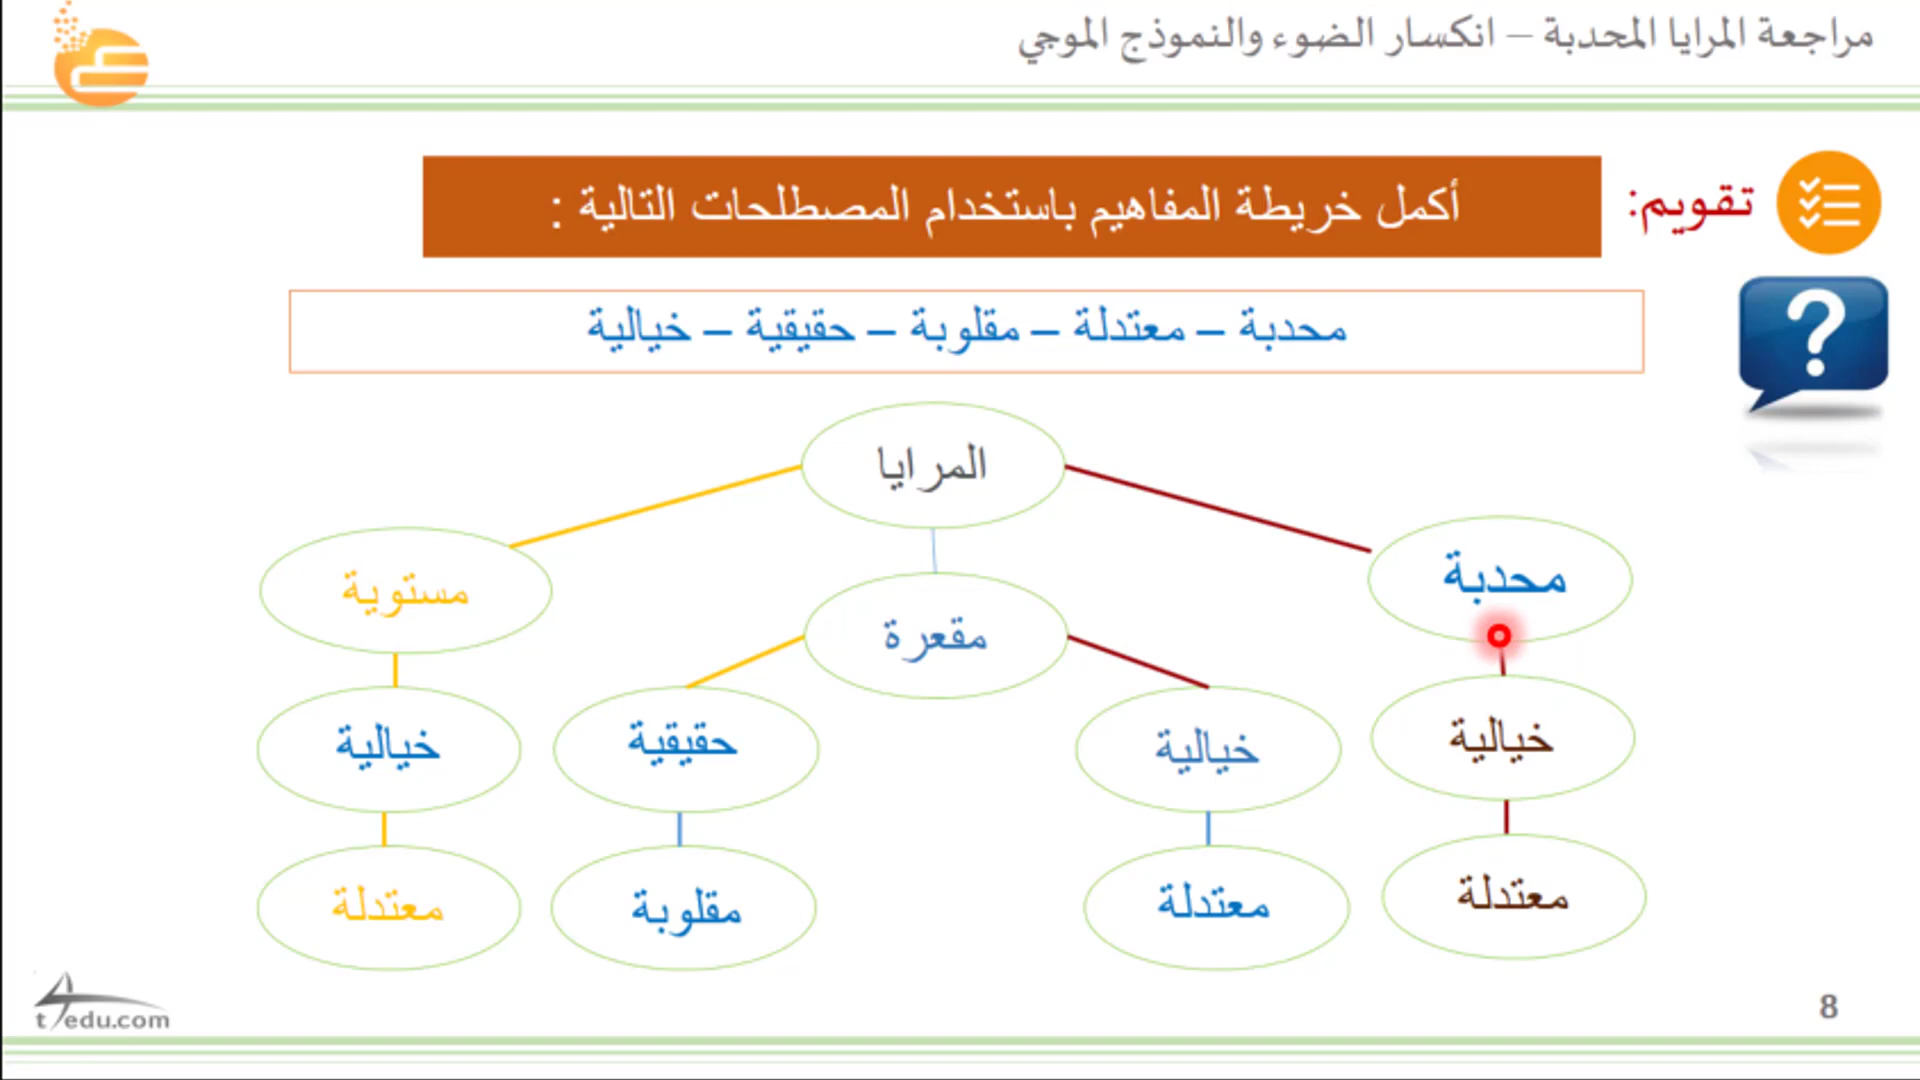 مراجعة المرايا المحدبة – انكسار الضوء والنموذج الموجي
تقويم:
أكمل خريطة المفاهيم باستخدام المصطلحات التالية :
محدبة – معتدلة – مقلوبة – حقيقية – خيالية
المرايا
محدبة
مقعرة
مستوية
خيالية
خيالية
حقيقية
خيالية
معتدلة
معتدلة
مقلوبة
معتدلة
8
t4edu.com